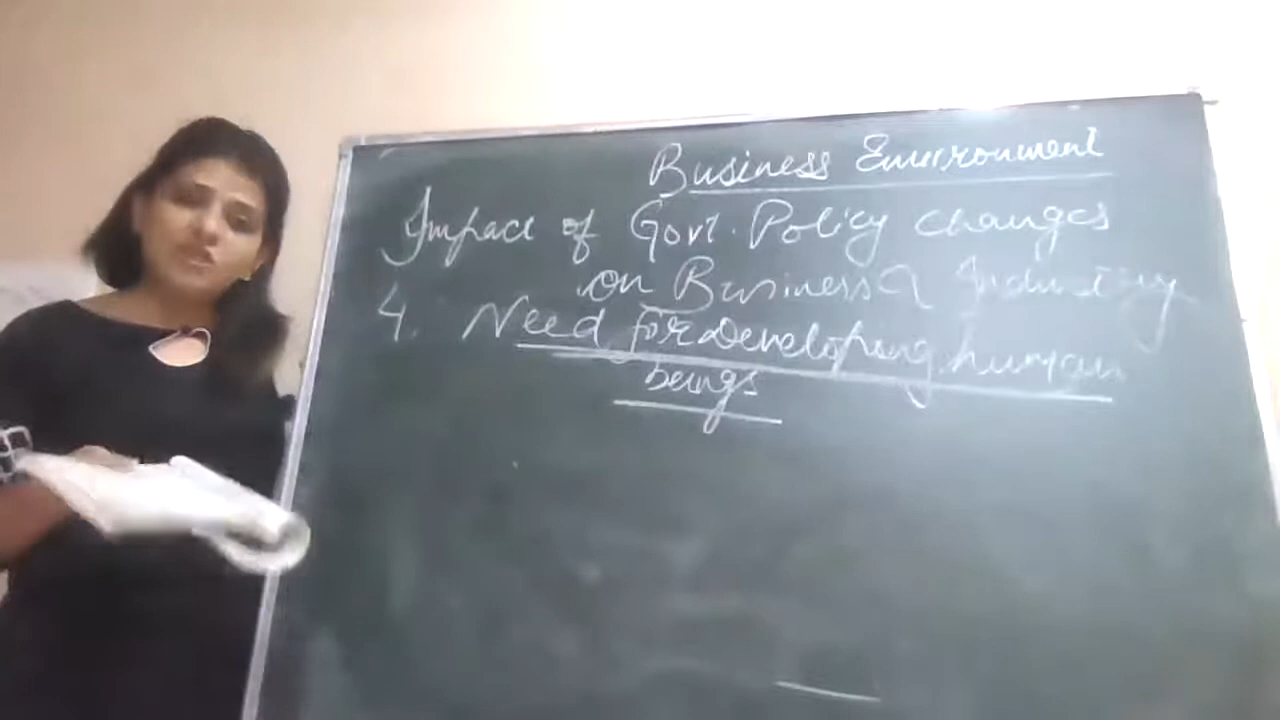 Business Environment
Impact of Govt. Policy changes
on Business & Industry
4. Need for Developing human
beings